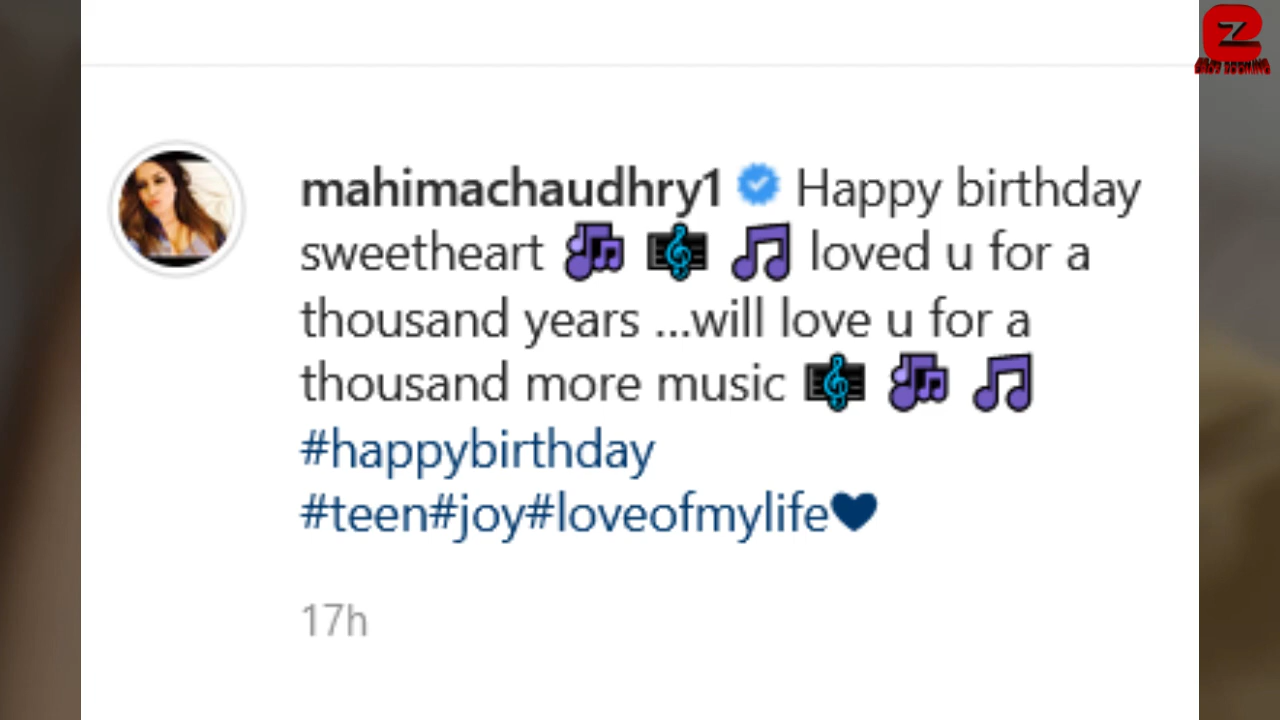 mahimachaudhry1 Happy birthday
sweetheart 🎶 🎼 🎵 loved u for a
thousand years ...will love u for a
thousand more music 🎼 🎶 🎵
#happybirthday
#teen#joy#loveofmylife♥
17h